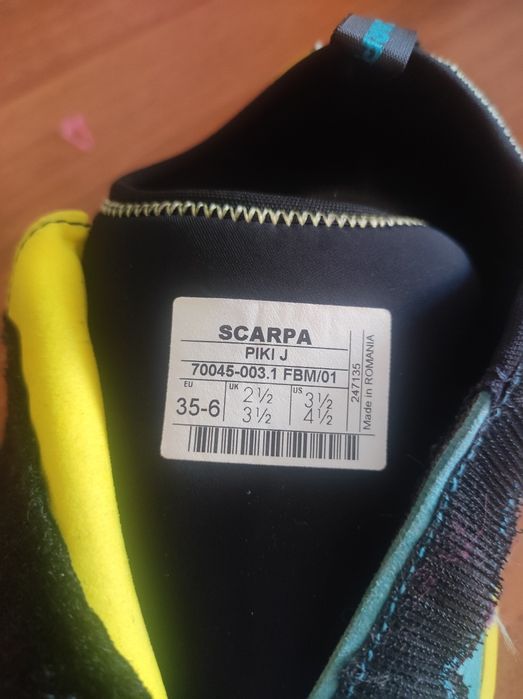 SCARPA
PIKI J
70045-003.1 FBM/01
EU UK US
35-6 2½ 3½
3½ 4½
247135
Made in ROMANIA